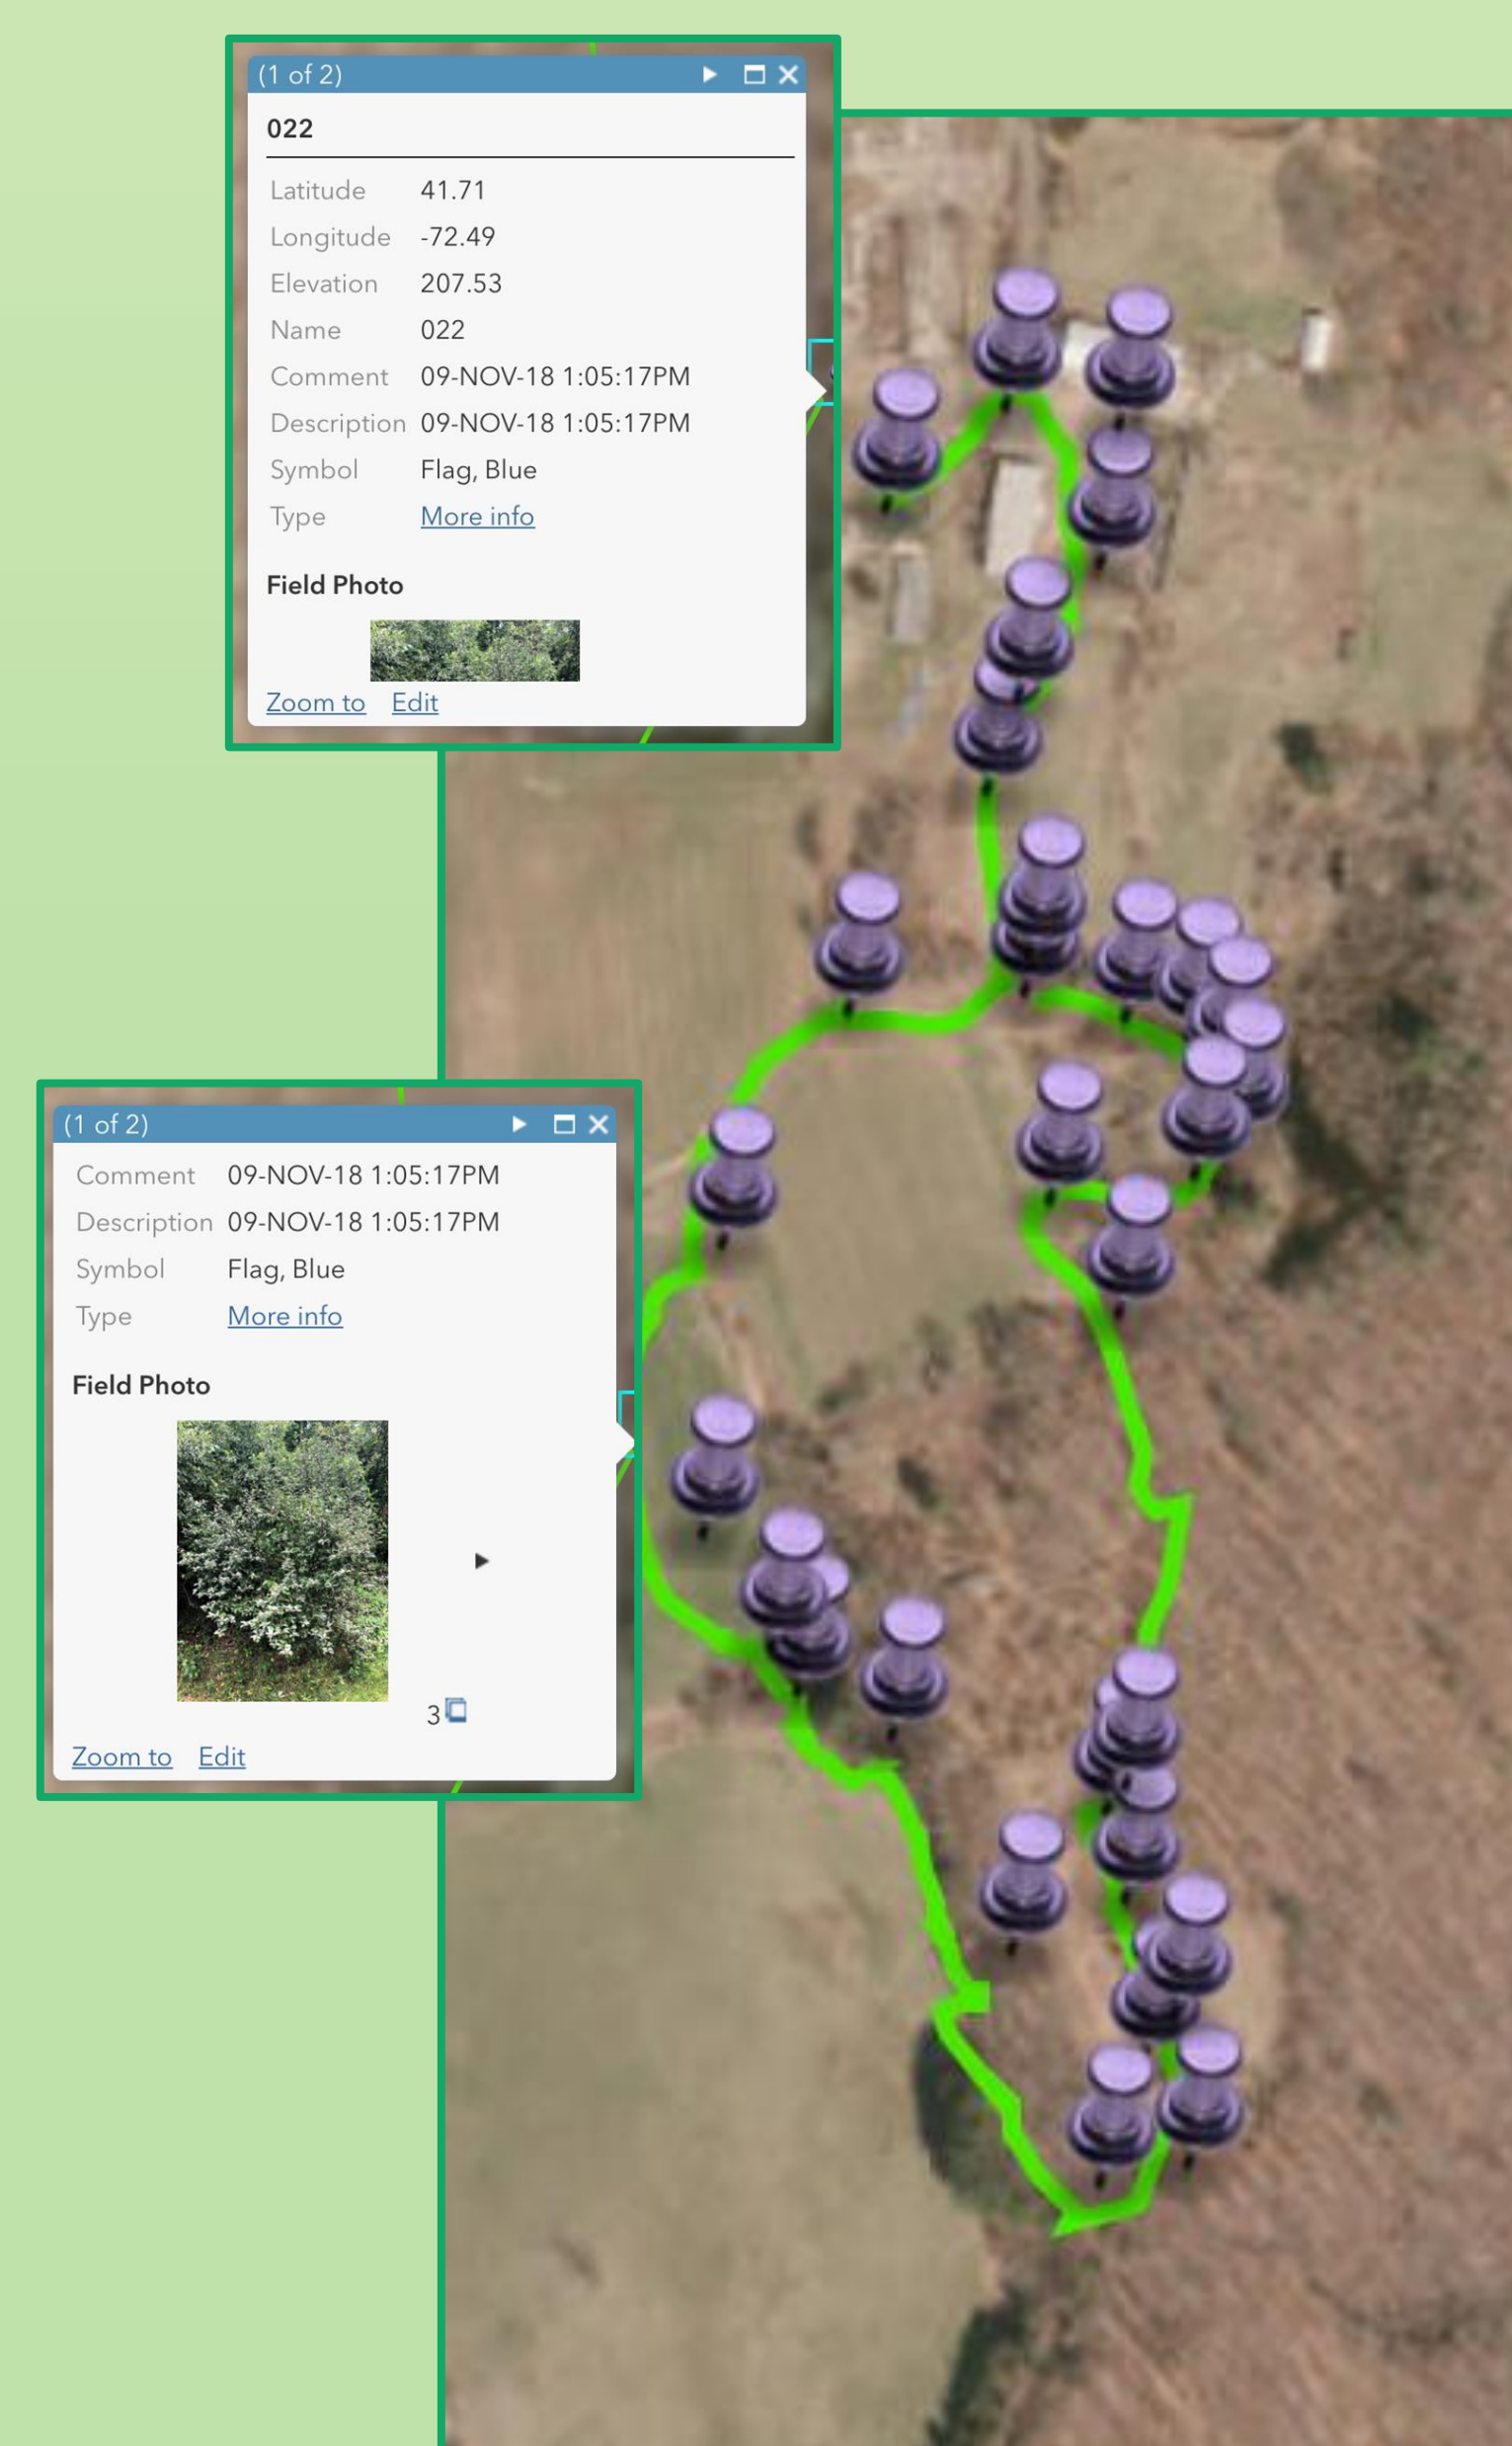 (1 of 2)
022
Latitude 41.71
Longitude -72.49
Elevation 207.53
Name 022
Comment 09-NOV-18 1:05:17PM
Description 09-NOV-18 1:05:17PM
Symbol Flag, Blue
Type More info
Field Photo
Zoom to Edit
(1 of 2)
Comment 09-NOV-18 1:05:17PM
Description 09-NOV-18 1:05:17PM
Symbol Flag, Blue
Type More info
Field Photo
3
Zoom to Edit